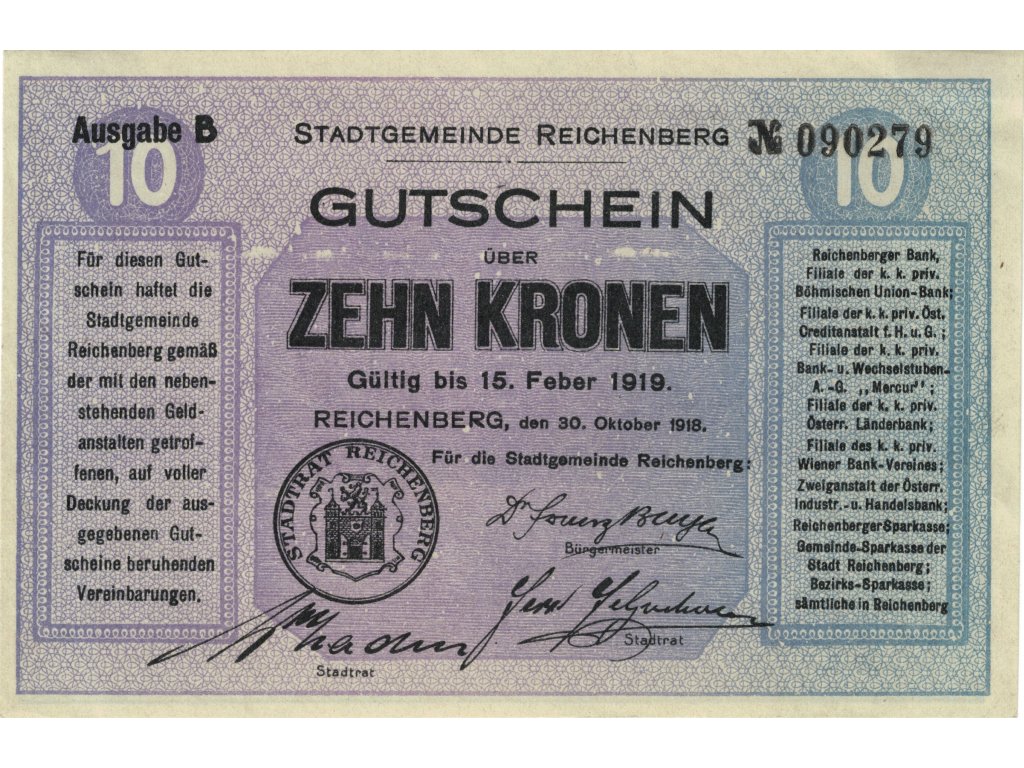 Ausgabe B
10
STADTGEMEINDE REICHENBERG
№ 090279
10
GUTSCHEIN
ÜBER
ZEHN KRONEN
Gültig bis 15. Feber 1919.
REICHENBERG, den 30. Oktober 1918.
Für die Stadtgemeinde Reichenberg:
Für diesen Gut-
schein haftet die
Stadtgemeinde
Reichenberg gemäß
der mit den neben-
stehenden Geld-
anstalten getrof-
fenen, auf voller
Deckung der aus-
gegebenen Gut-
scheine beruhenden
Vereinbarungen.
STADTRAT REICHENBERG
Dr
Bürgermeister
Stadtrat
Stadtrat
Reichenberger Bank,
Filiale der k. k. priv.
Böhmischen Union-Bank;
Filiale der k. k. priv. Öst.
Creditanstalt f. H. u. G. ;
Filiale der k. k. priv.
Bank- u. Wechselstuben-
A. -G. „Mercur" ;
Filiale der k. k. priv.
Österr. Länderbank;
Filiale des k. k. priv.
Wiener Bank-Vereines;
Zweiganstalt der Österr.
Industr.- u. Handelsbank;
Reichenberger Sparkasse;
Gemeinde-Sparkasse der
Stadt Reichenberg;
Bezirks-Sparkasse;
sämtliche in Reichenberg